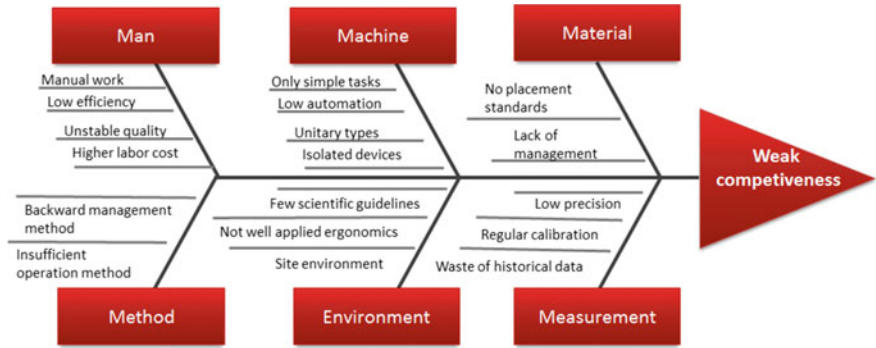 Man
Machine
Material
Manual work
Low efficiency
Unstable quality
Higher labor cost
Only simple tasks
Low automation
Unitary types
Isolated devices
No placement
standards
Lack of
management
Weak
competiveness
Backward management
method
Insufficient
operation method
Few scientific guidelines
Not well applied ergonomics
Site environment
Low precision
Regular calibration
Waste of historical data
Method
Environment
Measurement